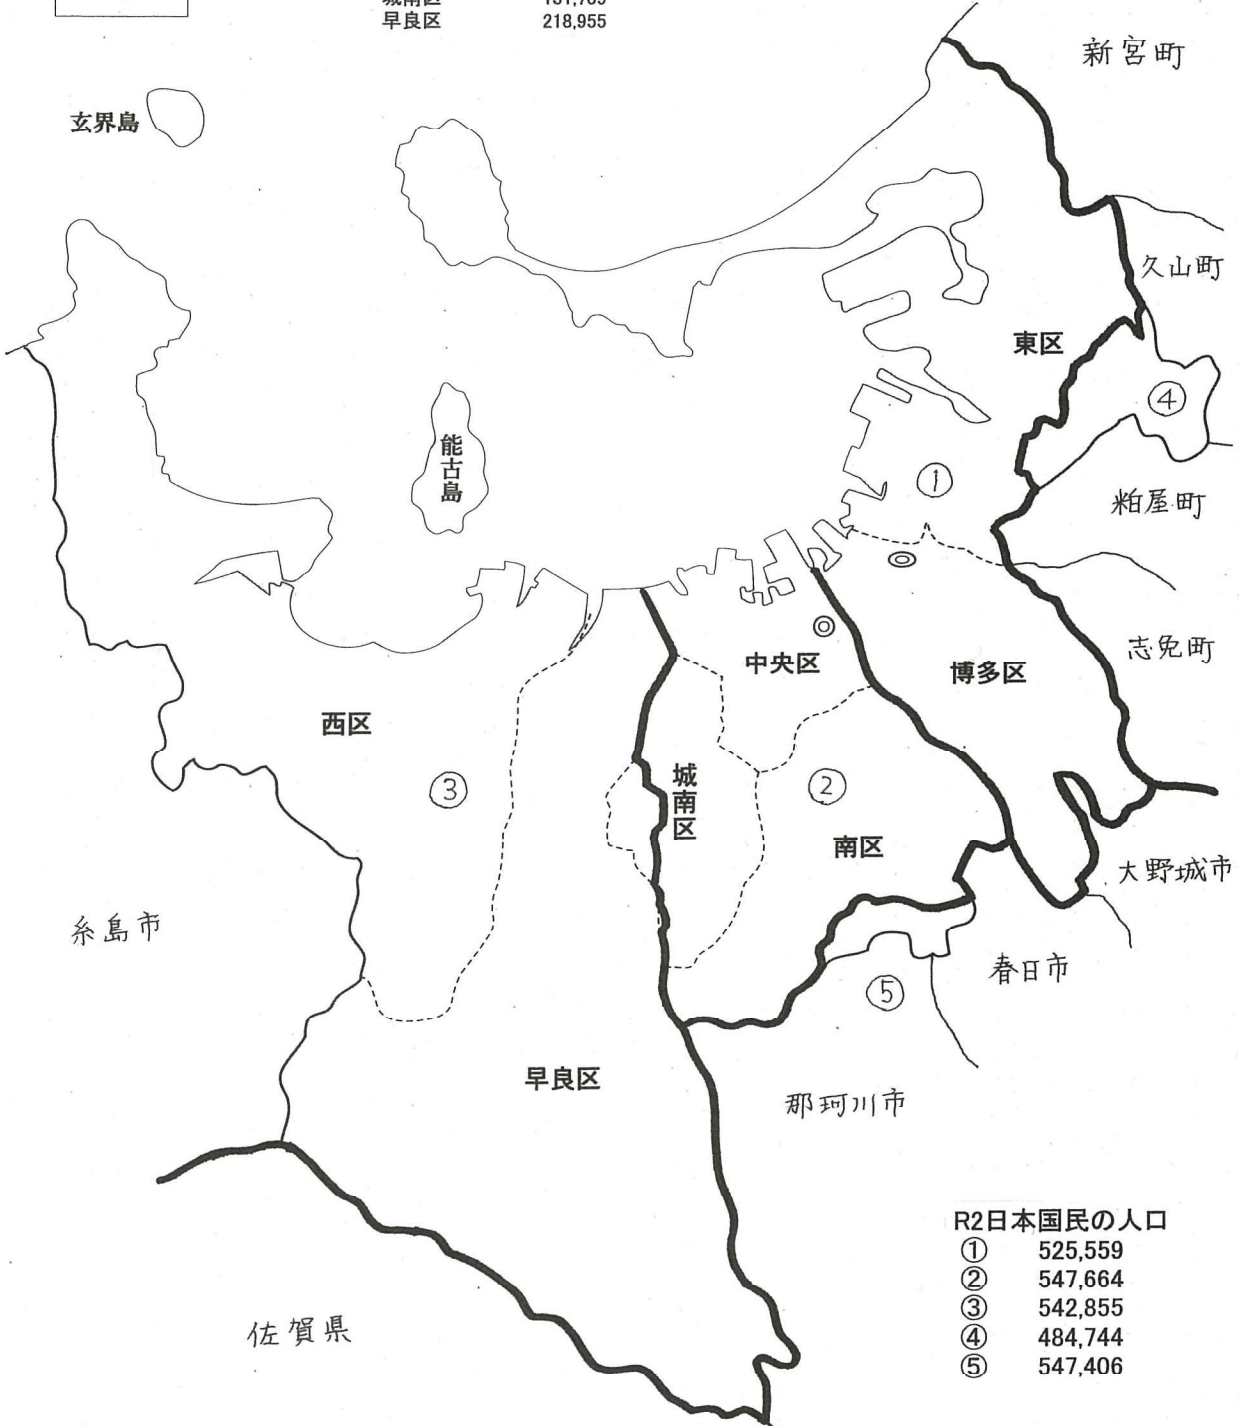 早良区 218,955
新宮町
玄界島
久山町
東区
④
能古島
①
粕屋町
◎
志免町
◎
中央区
博多区
西区
③
城南区
②
南区
大野城市
糸島市
春日市
⑤
早良区
那珂川市
佐賀県
R2日本国民の人口
① 525,559
② 547,664
③ 542,855
④ 484,744
⑤ 547,406